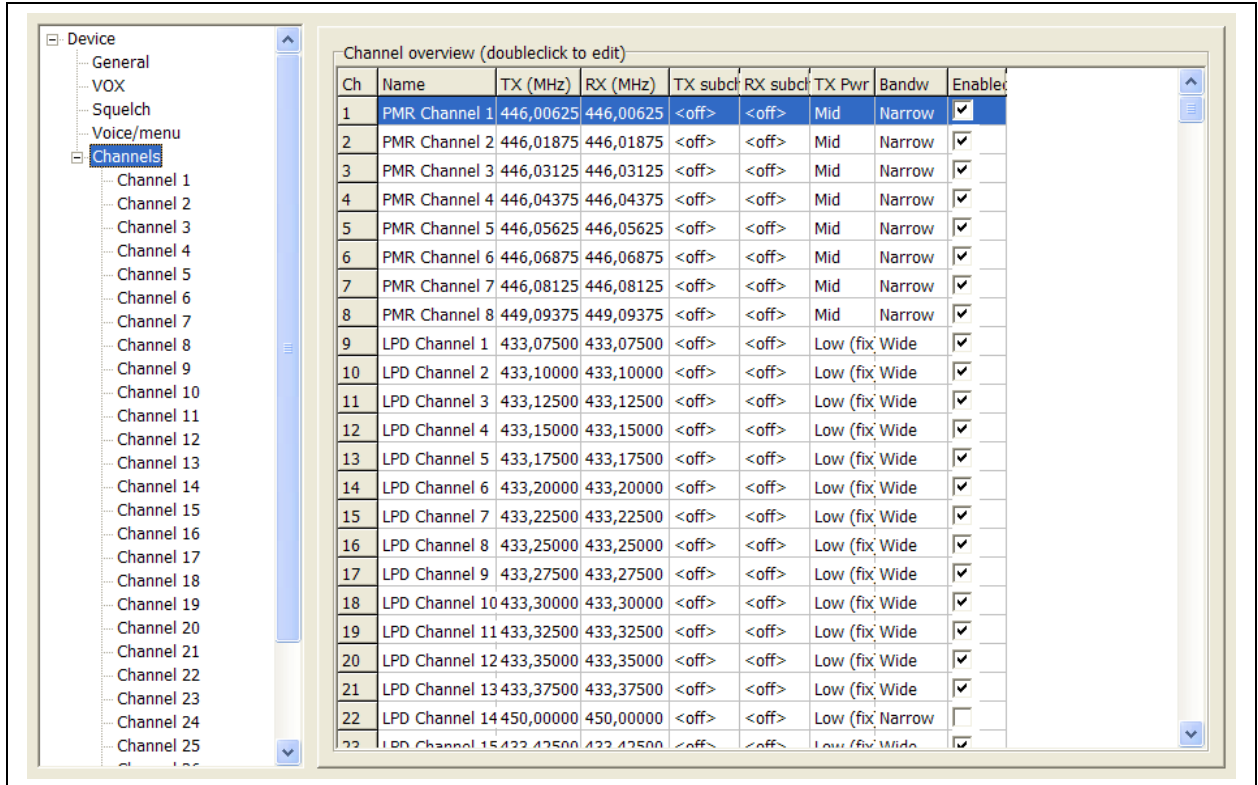 Device
General
VOX
Squelch
Voice/menu
Channels
Channel 1
Channel 2
Channel 3
Channel 4
Channel 5
Channel 6
Channel 7
Channel 8
Channel 9
Channel 10
Channel 11
Channel 12
Channel 13
Channel 14
Channel 15
Channel 16
Channel 17
Channel 18
Channel 19
Channel 20
Channel 21
Channel 22
Channel 23
Channel 24
Channel 25
Channel overview (doubleclick to edit)
Ch Name TX (MHz) RX (MHz) TX subch RX subch TX Pwr Bandw Enabled
1 PMR Channel 1 446,00625 446,00625 <off> <off> Mid Narrow
2 PMR Channel 2 446,01875 446,01875 <off> <off> Mid Narrow
3 PMR Channel 3 446,03125 446,03125 <off> <off> Mid Narrow
4 PMR Channel 4 446,04375 446,04375 <off> <off> Mid Narrow
5 PMR Channel 5 446,05625 446,05625 <off> <off> Mid Narrow
6 PMR Channel 6 446,06875 446,06875 <off> <off> Mid Narrow
7 PMR Channel 7 446,08125 446,08125 <off> <off> Mid Narrow
8 PMR Channel 8 449,09375 449,09375 <off> <off> Mid Narrow
9 LPD Channel 1 433,07500 433,07500 <off> <off> Low (fix Wide
10 LPD Channel 2 433,10000 433,10000 <off> <off> Low (fix Wide
11 LPD Channel 3 433,12500 433,12500 <off> <off> Low (fix Wide
12 LPD Channel 4 433,15000 433,15000 <off> <off> Low (fix Wide
13 LPD Channel 5 433,17500 433,17500 <off> <off> Low (fix Wide
14 LPD Channel 6 433,20000 433,20000 <off> <off> Low (fix Wide
15 LPD Channel 7 433,22500 433,22500 <off> <off> Low (fix Wide
16 LPD Channel 8 433,25000 433,25000 <off> <off> Low (fix Wide
17 LPD Channel 9 433,27500 433,27500 <off> <off> Low (fix Wide
18 LPD Channel 10 433,30000 433,30000 <off> <off> Low (fix Wide
19 LPD Channel 11 433,32500 433,32500 <off> <off> Low (fix Wide
20 LPD Channel 12 433,35000 433,35000 <off> <off> Low (fix Wide
21 LPD Channel 13 433,37500 433,37500 <off> <off> Low (fix Wide
22 LPD Channel 14 450,00000 450,00000 <off> <off> Low (fix Narrow
23 LPD Channel 15 433,42500 433,42500 <off> <off> Low (fix Wide